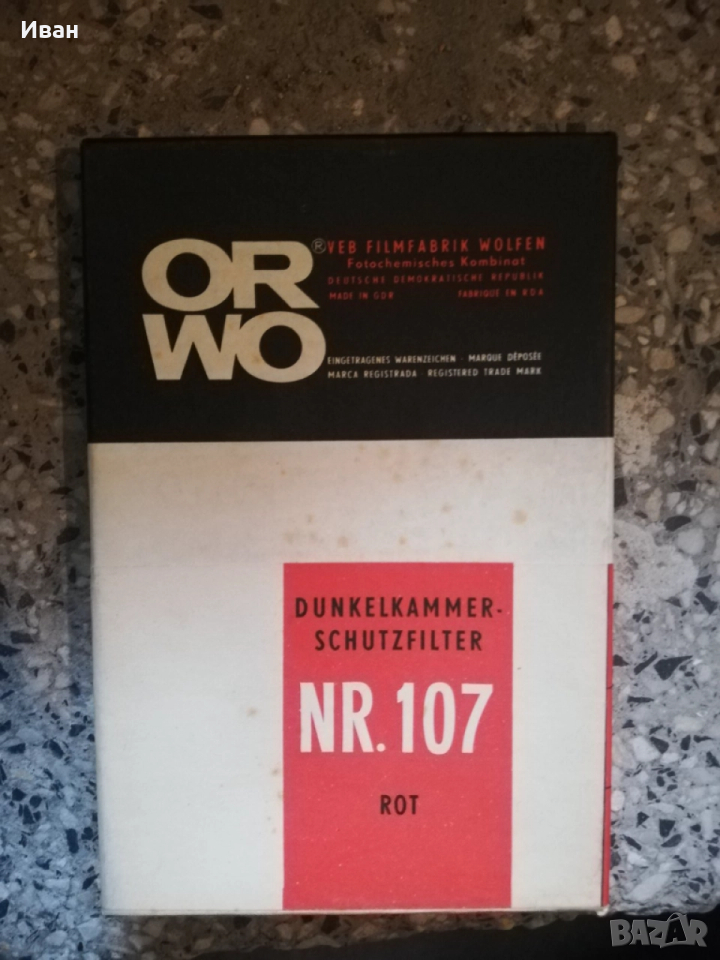 Иван
OR
WO
® VEB FILMFABRIK WOLFEN
Fotochemisches Kombinat
DEUTSCHE DEMOKRATISCHE REPUBLIK
MADE IN GDR FABRIQUE EN RDA
EINGETRAGENES WARENZEICHEN · MARQUE DÉPOSÉE
MARCA REGISTRADA · REGISTERED TRADE MARK
DUNKELKAMMER-
SCHUTZFILTER
NR. 107
ROT
BAZAR